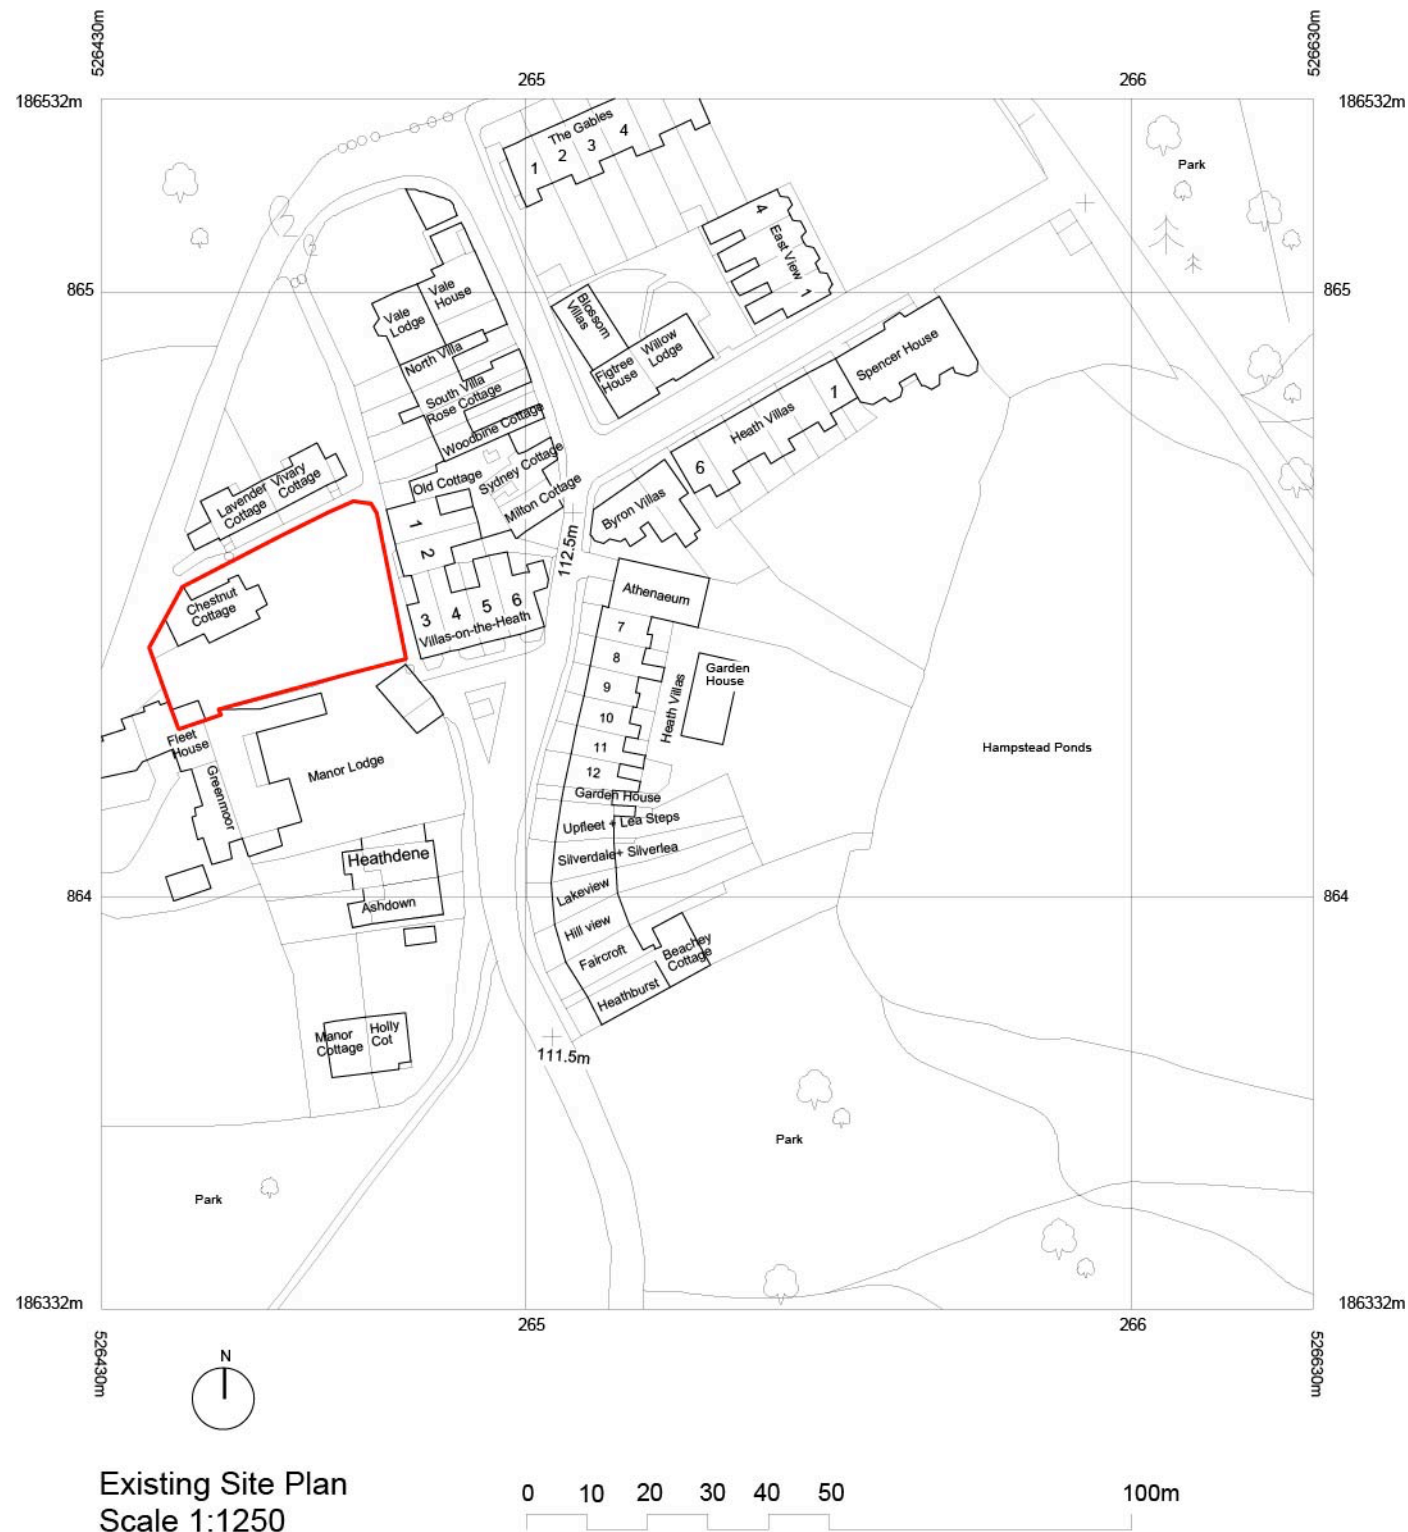 526430m
526630m
265
266
186532m
186532m
The Gables
1
2
3
4
Park
4
East View
1
865
865
Vale
House
Vale
Lodge
Blossom
Villas
Willow
Lodge
Figtree
House
North Villa
South Villa
Rose Cottage
Woodbine Cottage
Spencer House
1
Heath Villas
6
Sydney Cottage
Old Cottage
Milton Cottage
Vivary
Cottage
Lavender
Cottage
Byron Villas
1
2
112.5m
Chestnut
Cottage
3
4
5
6
Villas-on-the-Heath
Athenaeum
7
8
9
10
11
12
Heath Villas
Garden
House
Hampstead Ponds
Fleet
House
Manor Lodge
Greenmoor
Garden House
Upfleet + Lea Steps
Silverdale+ Silverlea
Heathdene
Ashdown
Lakeview
864
864
Hill view
Faircroft
Beachey
Cottage
Heathburst
Manor
Cottage
Holly
Cot
111.5m
Park
Park
186332m
186332m
265
266
526430m
526630m
N
Existing Site Plan
Scale 1:1250
0 10 20 30 40 50 100m